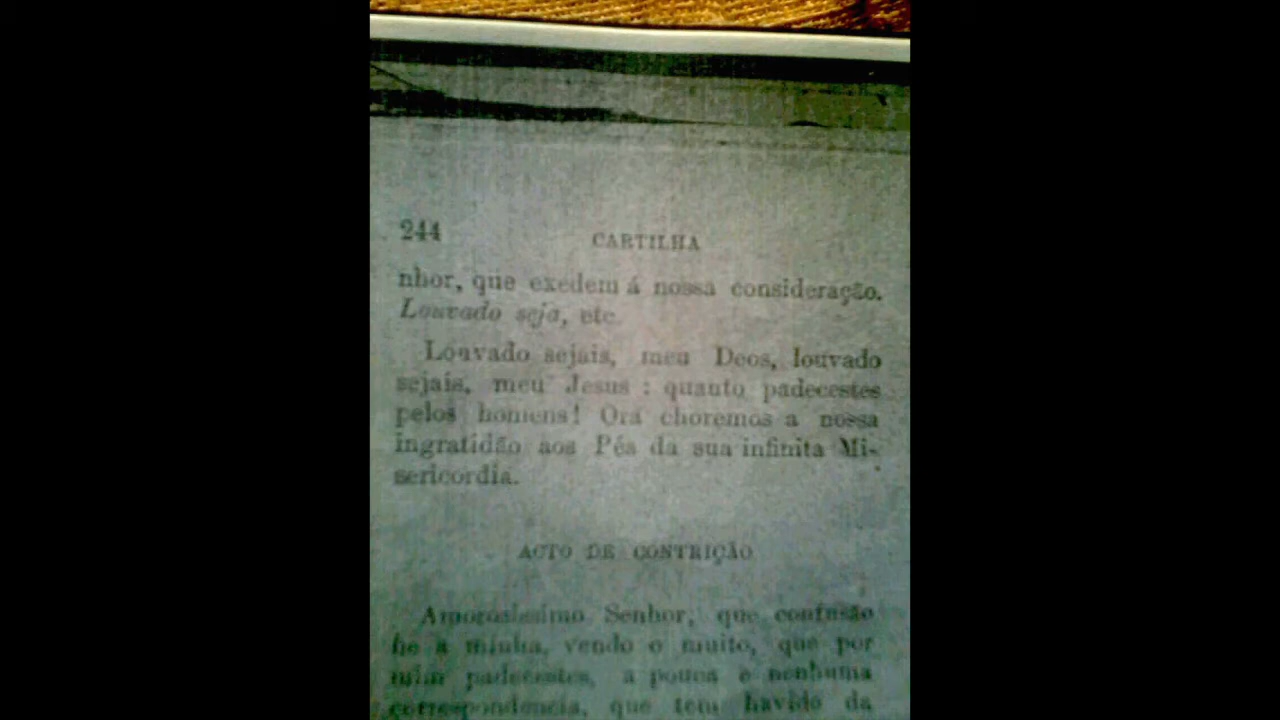 244 CARTILHA
nhor, que exedem á nossa consideração.
Louvado seja, etc.
Louvado sejais, meu Deos, louvado
sejais, meu Jesus : quanto padecestes
pelos homens! Ora choremos a nossa
ingratidão aos Pés da sua infinita Mi-
sericordia.
ACTO DE CONTRIÇÃO
Amorosissimo Senhor, que confusão
he a minha, vendo o muito, que por
mim padecestes, a pouca e nenhuma
correspondencia, que tem havido da